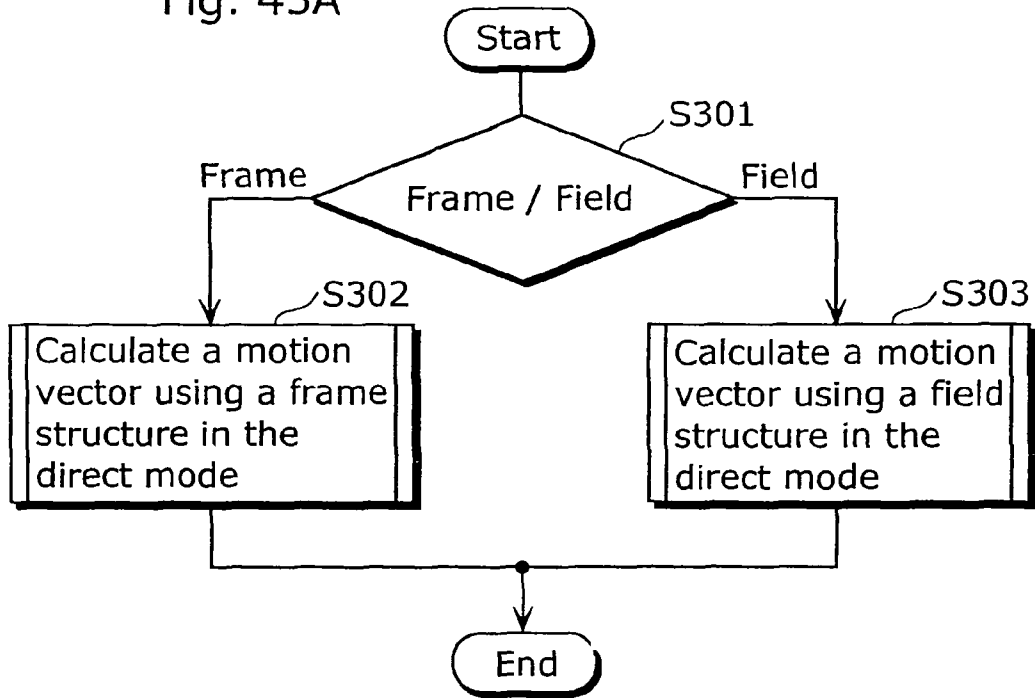 Fig. 43A
Start
S301
Frame
Frame / Field
Field
S302
Calculate a motion
vector using a frame
structure in the
direct mode
S303
Calculate a motion
vector using a field
structure in the
direct mode
End